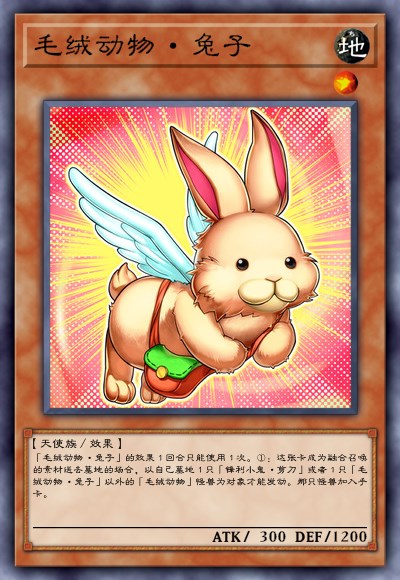 毛绒动物・兔子
地
【天使族／效果】
「毛绒动物・兔子」的效果1回合只能使用1次。①：这张卡成为融合召唤
的素材送去墓地的场合，以自己墓地1只「锋利小鬼・剪刀」或者1只「毛
绒动物・兔子」以外的「毛绒动物」怪兽为对象才能发动。那只怪兽加入手
卡。
ATK/ 300 DEF/1200